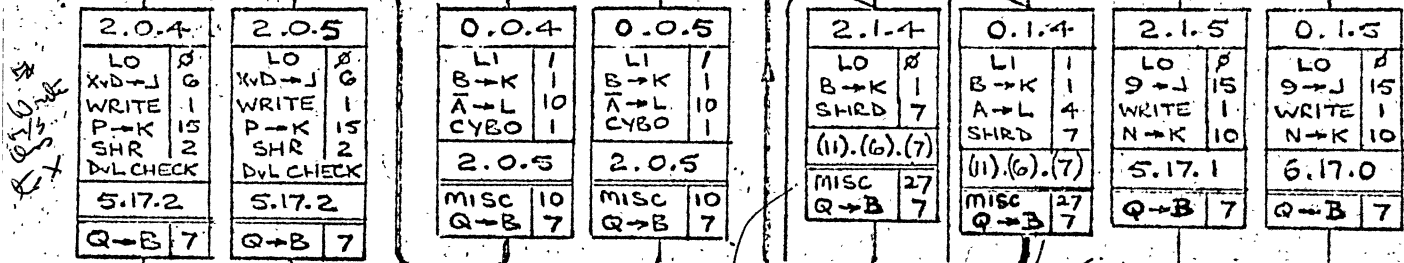 2.0.4
LO Ø
XvD→J 6
WRITE 1
P→K 15
SHR 2
DvL CHECK
5.17.2
Q→B 7
2.0.5
LO Ø
XvD→J 6
WRITE 1
P→K 15
SHR 2
DvL CHECK
5.17.2
Q→B 7
0.0.4
LI 1
B→K 1
A̅→L 10
CYBO 1
2.0.5
MISC 10
Q→B 7
0.0.5
LI 1
B→K 1
A̅→L 10
CYBO 1
2.0.5
MISC 10
Q→B 7
2.1.4
LO Ø
B→K 1
SHRD 7
(11).(6).(7)
MISC 27
Q→B 7
0.1.4
LI 1
B→K 1
A→L 4
SHRD 7
(11).(6).(7)
MISC 27
Q→B 7
2.1.5
LO Ø
9→J 15
WRITE 1
N→K 10
5.17.1
Q→B 7
0.1.5
LO Ø
9→J 15
WRITE 1
N→K 10
6.17.0
Q→B 7